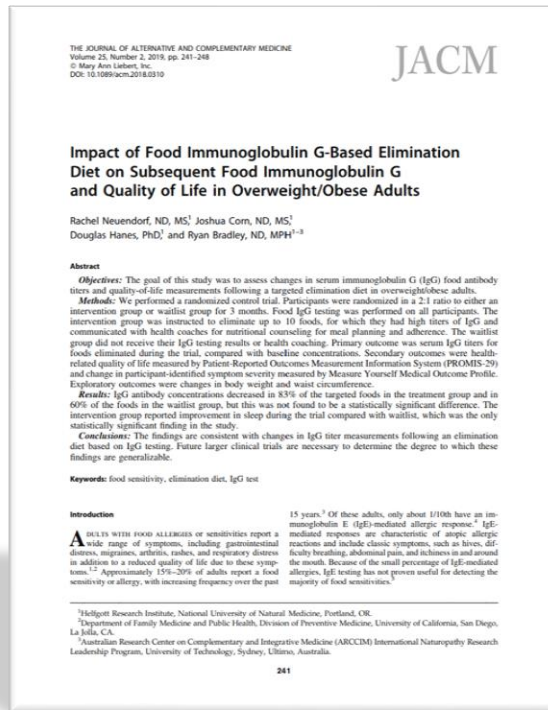 THE JOURNAL OF ALTERNATIVE AND COMPLEMENTARY MEDICINE
Volume 25, Number 2, 2019, pp. 241–248
© Mary Ann Liebert, Inc.
DOI: 10.1089/acm.2018.0310
JACM
Impact of Food Immunoglobulin G-Based Elimination
Diet on Subsequent Food Immunoglobulin G
and Quality of Life in Overweight/Obese Adults
Rachel Neuendorf, ND, MS,1 Joshua Corn, ND, MS,1
Douglas Hanes, PhD,1 and Ryan Bradley, ND, MPH1–3
Abstract
Objectives: The goal of this study was to assess changes in serum immunoglobulin G (IgG) food antibody
titers and quality-of-life measurements following a targeted elimination diet in overweight/obese adults.
Methods: We performed a randomized control trial. Participants were randomized in a 2:1 ratio to either an
intervention group or waitlist group for 3 months. Food IgG testing was performed on all participants. The
intervention group was instructed to eliminate up to 10 foods, for which they had high titers of IgG and
communicated with health coaches for nutritional counseling for meal planning and adherence. The waitlist
group did not receive their IgG testing results or health coaching. Primary outcome was serum IgG titers for
foods eliminated during the trial, compared with baseline concentrations. Secondary outcomes were health-
related quality of life measured by Patient-Reported Outcomes Measurement Information System (PROMIS-29)
and change in participant-identified symptom severity measured by Measure Yourself Medical Outcome Profile.
Exploratory outcomes were changes in body weight and waist circumference.
Results: IgG antibody concentrations decreased in 83% of the targeted foods in the treatment group and in
60% of the foods in the waitlist group, but this was not found to be a statistically significant difference. The
intervention group reported improvement in sleep during the trial compared with waitlist, which was the only
statistically significant finding in the study.
Conclusions: The findings are consistent with changes in IgG titer measurements following an elimination
diet based on IgG testing. Future larger clinical trials are necessary to determine the degree to which these
findings are generalizable.
Keywords: food sensitivity, elimination diet, IgG test
Introduction
ADULTS WITH FOOD ALLERGIES or sensitivities report a
wide range of symptoms, including gastrointestinal
distress, migraines, arthritis, rashes, and respiratory distress
in addition to a reduced quality of life due to these symp-
toms.1,2 Approximately 15%–20% of adults report a food
sensitivity or allergy, with increasing frequency over the past
15 years.3 Of these adults, only about 1/10th have an im-
munoglobulin E (IgE)-mediated allergic response.4 IgE-
mediated responses are characteristic of atopic allergic
reactions and include classic symptoms, such as hives, dif-
ficulty breathing, abdominal pain, and itchiness in and around
the mouth. Because of the small percentage of IgE-mediated
allergies, IgE testing has not proven useful for detecting the
majority of food sensitivities.5
1Helfgott Research Institute, National University of Natural Medicine, Portland, OR.
2Department of Family Medicine and Public Health, Division of Preventive Medicine, University of California, San Diego,
La Jolla, CA.
3Australian Research Center on Complementary and Integrative Medicine (ARCCIM) International Naturopathy Research
Leadership Program, University of Technology, Sydney, Ultimo, Australia.
241